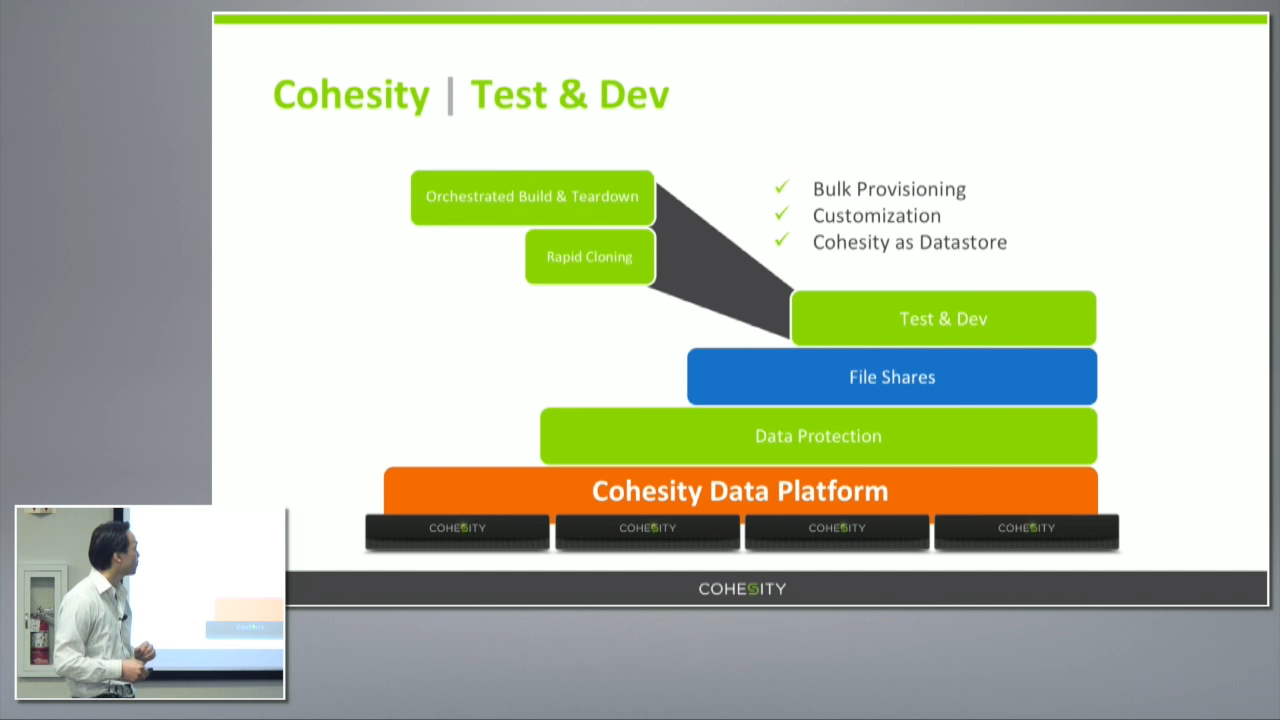 Cohesity | Test & Dev
Orchestrated Build & Teardown
Rapid Cloning
✓ Bulk Provisioning
✓ Customization
✓ Cohesity as Datastore
Test & Dev
File Shares
Data Protection
Cohesity Data Platform
COHESITY COHESITY COHESITY COHESITY
COHESITY
COHESITY